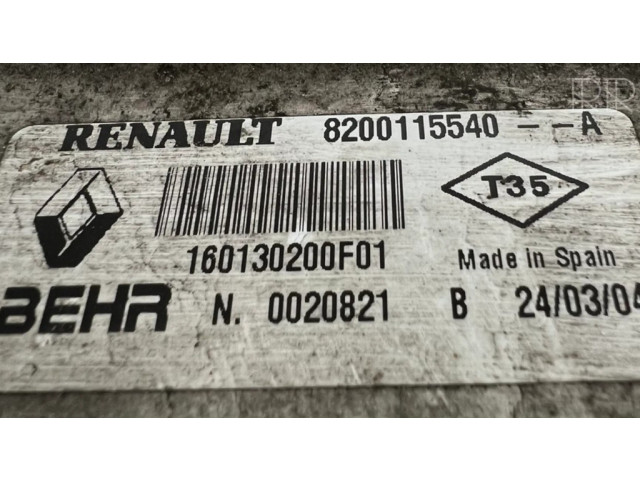 RENAULT 8200115540--A
T35
160130200F01 Made in Spain
BEHR N. 0020821 B 24/03/04